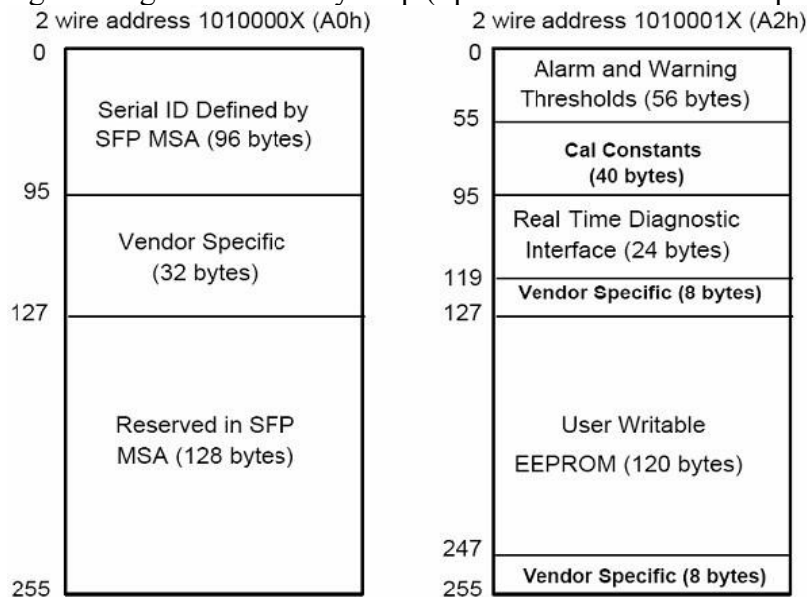 2 wire address 1010000X (A0h)
0
Serial ID Defined by
SFP MSA (96 bytes)
95
Vendor Specific
(32 bytes)
127
Reserved in SFP
MSA (128 bytes)
255
2 wire address 1010001X (A2h)
0
Alarm and Warning
Thresholds (56 bytes)
55
Cal Constants
(40 bytes)
95
Real Time Diagnostic
Interface (24 bytes)
119
Vendor Specific (8 bytes)
127
User Writable
EEPROM (120 bytes)
247
Vendor Specific (8 bytes)
255